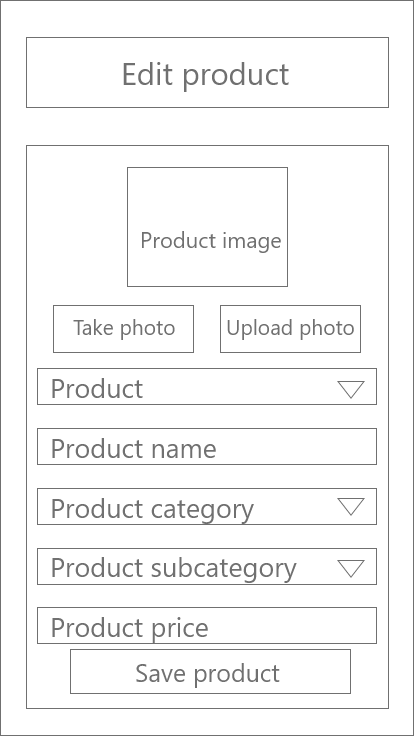 Edit product
Product image
Take photo
Upload photo
Product
Product name
Product category
Product subcategory
Product price
Save product